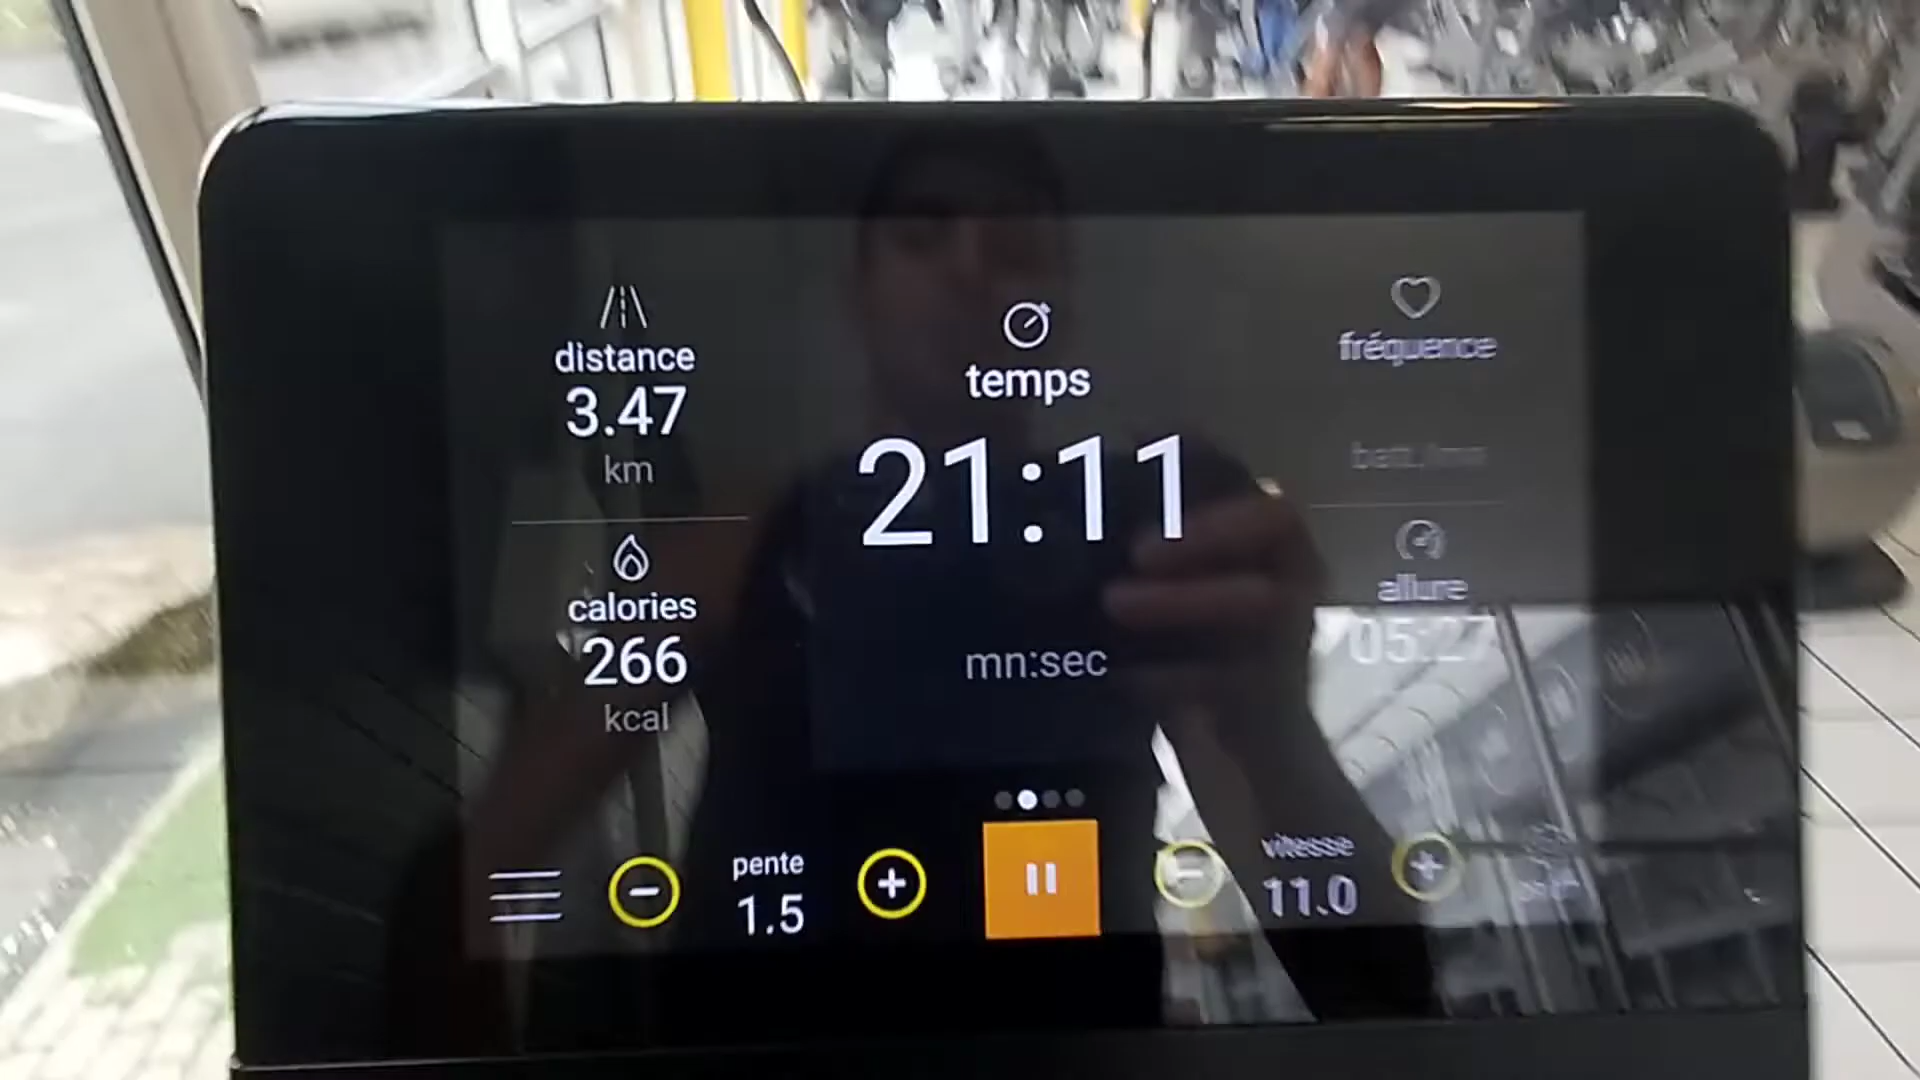 distance
3.47
km
calories
266
kcal
temps
21:11
mn:sec
fréquence
batt./mn
allure
05:27
pente
1.5
vitesse
11.0